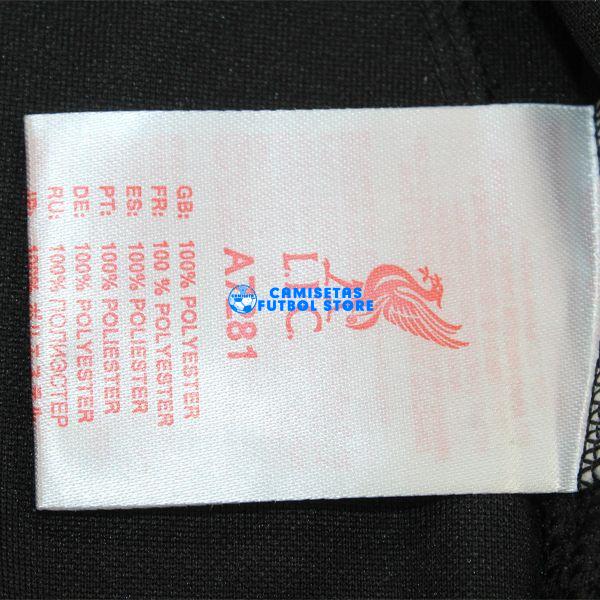 L.F.C.
GB: 100% POLYESTER
FR: 100 % POLYESTER
ES: 100% POLIESTER
PT: 100% POLIESTER
DE: 100% POLYESTER
RU: 100% ПОЛИЭСТЕР
CAMISETAS
FUTBOL STORE